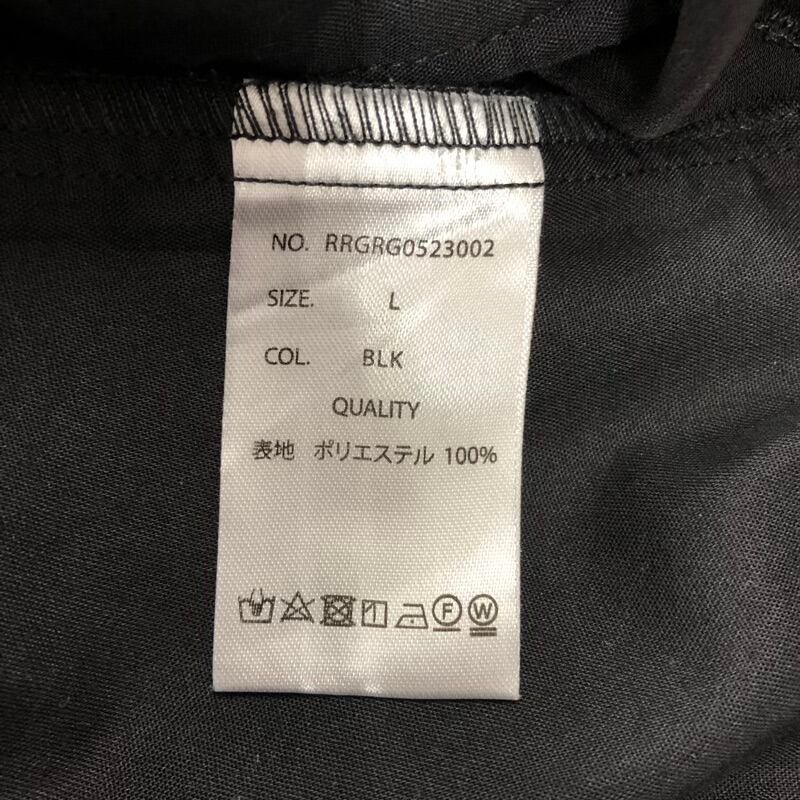 NO. RRGRG0523002
SIZE. L
COL. BLK
QUALITY
表地 ポリエステル 100%
F W